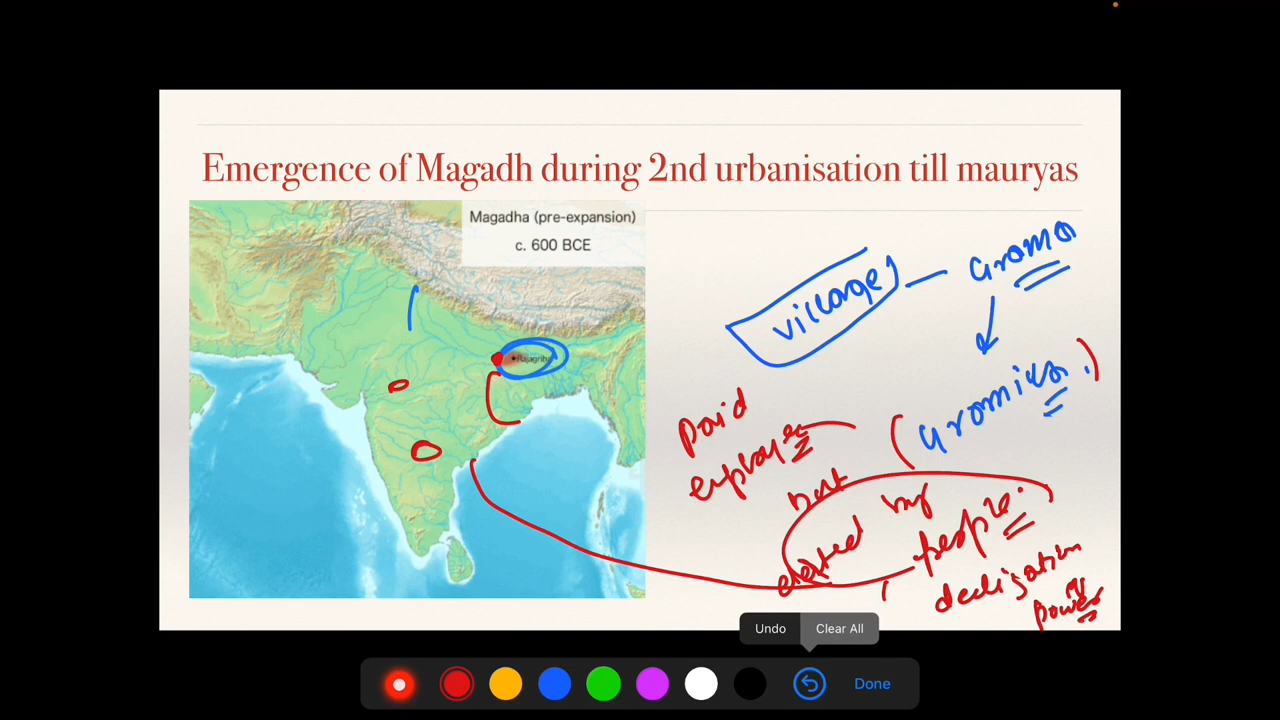 Emergence of Magadh during 2nd urbanisation till mauryas
Magadha (pre-expansion)
c. 600 BCE
Rajagriha
village - Grama
Gramika
paid
employee
but
elected by
people
power
Undo
Clear All
Done